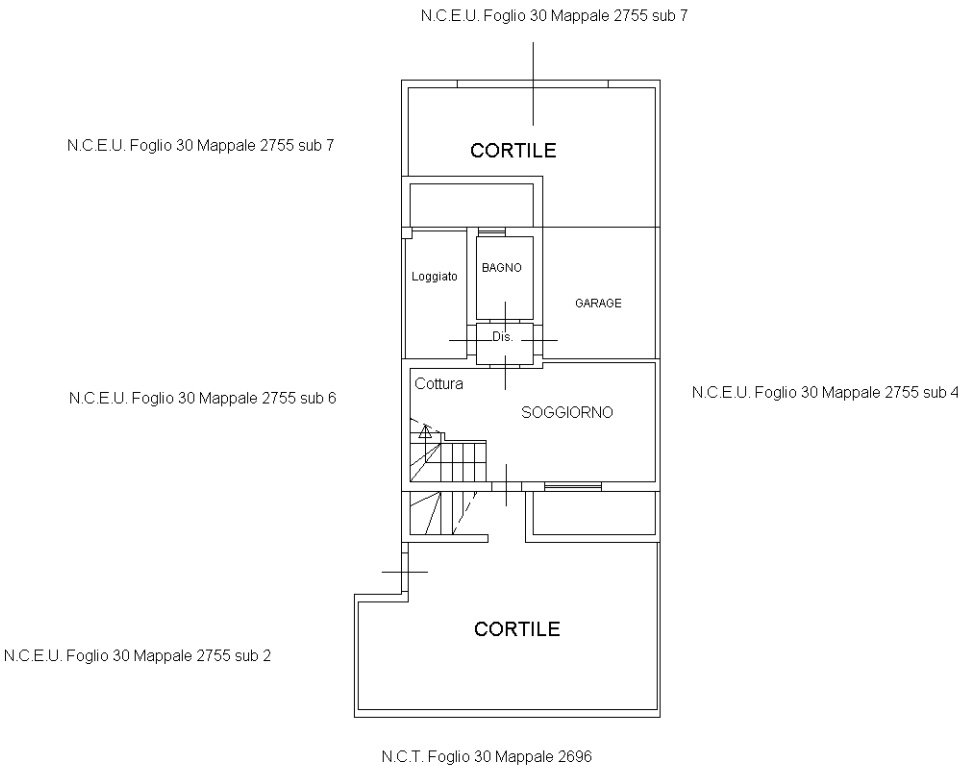 N.C.E.U. Foglio 30 Mappale 2755 sub 7
N.C.E.U. Foglio 30 Mappale 2755 sub 7
CORTILE
Loggiato
BAGNO
GARAGE
Dis.
Cottura
SOGGIORNO
N.C.E.U. Foglio 30 Mappale 2755 sub 6
N.C.E.U. Foglio 30 Mappale 2755 sub 4
CORTILE
N.C.E.U. Foglio 30 Mappale 2755 sub 2
N.C.T. Foglio 30 Mappale 2696